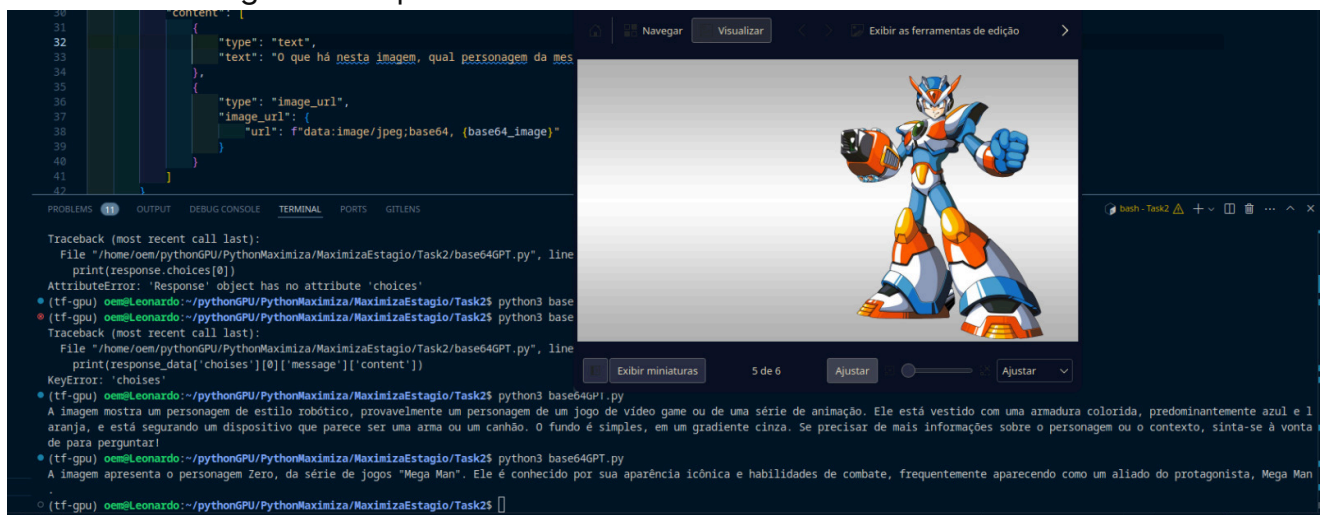 30 "content": [
31 {
32 "type": "text",
33 "text": "O que há nesta imagem, qual personagem da mes
34 },
35 {
36 "type": "image_url",
37 "image_url": {
38 "url": f"data:image/jpeg;base64, {base64_image}"
39 }
40 }
41 ]
42 }
Navegar Visualizar Exibir as ferramentas de edição
Exibir miniaturas 5 de 6 Ajustar Ajustar
PROBLEMS 11 OUTPUT DEBUG CONSOLE TERMINAL PORTS GITLENS bash - Task2
Traceback (most recent call last):
File "/home/oem/pythonGPU/PythonMaximiza/MaximizaEstagio/Task2/base64GPT.py", line
print(response.choices[0])
AttributeError: 'Response' object has no attribute 'choices'
(tf-gpu) oem@Leonardo:~/pythonGPU/PythonMaximiza/MaximizaEstagio/Task2$ python3 base
(tf-gpu) oem@Leonardo:~/pythonGPU/PythonMaximiza/MaximizaEstagio/Task2$ python3 base
Traceback (most recent call last):
File "/home/oem/pythonGPU/PythonMaximiza/MaximizaEstagio/Task2/base64GPT.py", line
print(response_data['choises'][0]['message']['content'])
KeyError: 'choises'
(tf-gpu) oem@Leonardo:~/pythonGPU/PythonMaximiza/MaximizaEstagio/Task2$ python3 base64GPT.py
A imagem mostra um personagem de estilo robótico, provavelmente um personagem de um jogo de vídeo game ou de uma série de animação. Ele está vestido com uma armadura colorida, predominantemente azul e l
aranja, e está segurando um dispositivo que parece ser uma arma ou um canhão. O fundo é simples, em um gradiente cinza. Se precisar de mais informações sobre o personagem ou o contexto, sinta-se à vonta
de para perguntar!
(tf-gpu) oem@Leonardo:~/pythonGPU/PythonMaximiza/MaximizaEstagio/Task2$ python3 base64GPT.py
A imagem apresenta o personagem Zero, da série de jogos "Mega Man". Ele é conhecido por sua aparência icônica e habilidades de combate, frequentemente aparecendo como um aliado do protagonista, Mega Man
.
(tf-gpu) oem@Leonardo:~/pythonGPU/PythonMaximiza/MaximizaEstagio/Task2$